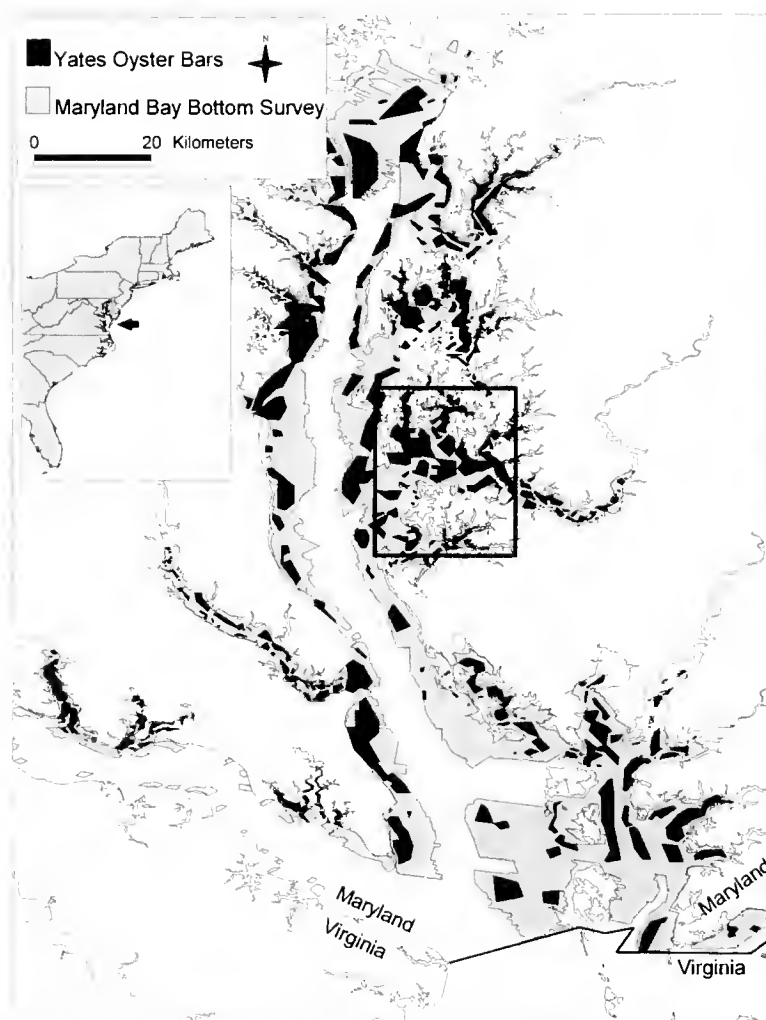 N
Yates Oyster Bars
Maryland Bay Bottom Survey
0 20 Kilometers
Maryland
Virginia
Maryland
Virginia